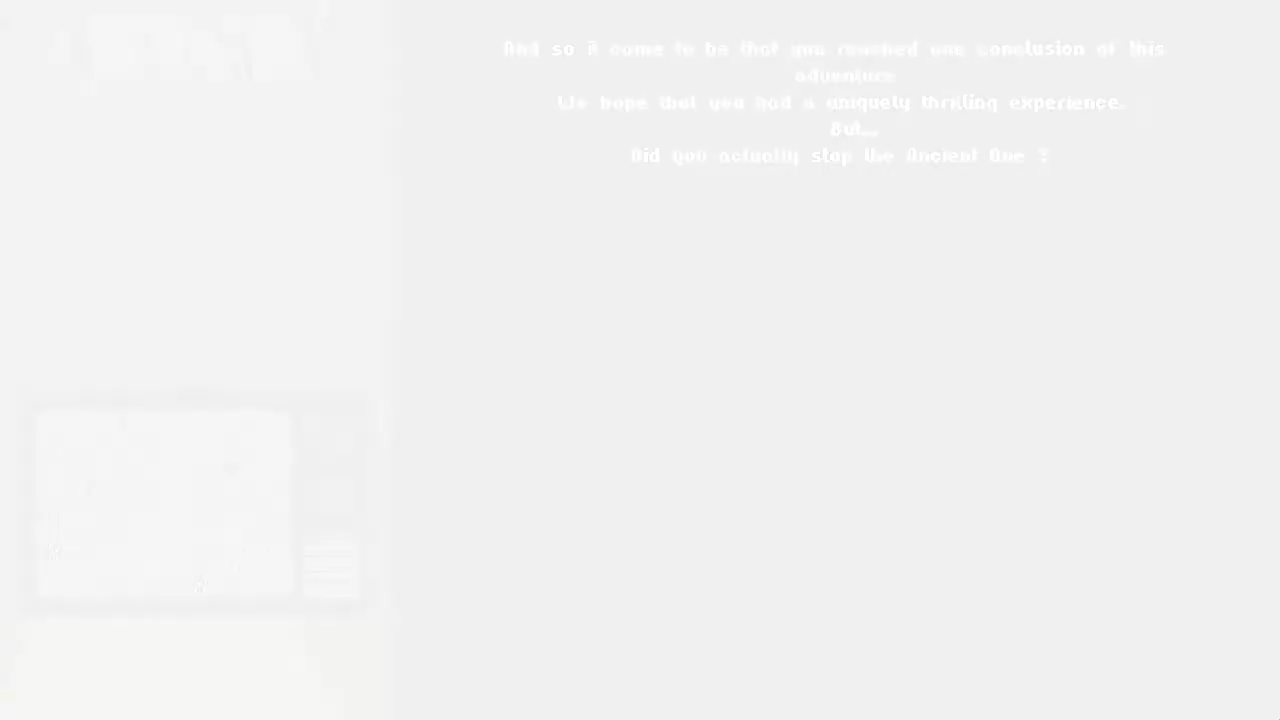 And so it came to be that you reached one conclusion of this
adventure.
We hope that you had a uniquely thrilling experience.
But...
Did you actually stop the Ancient One ?